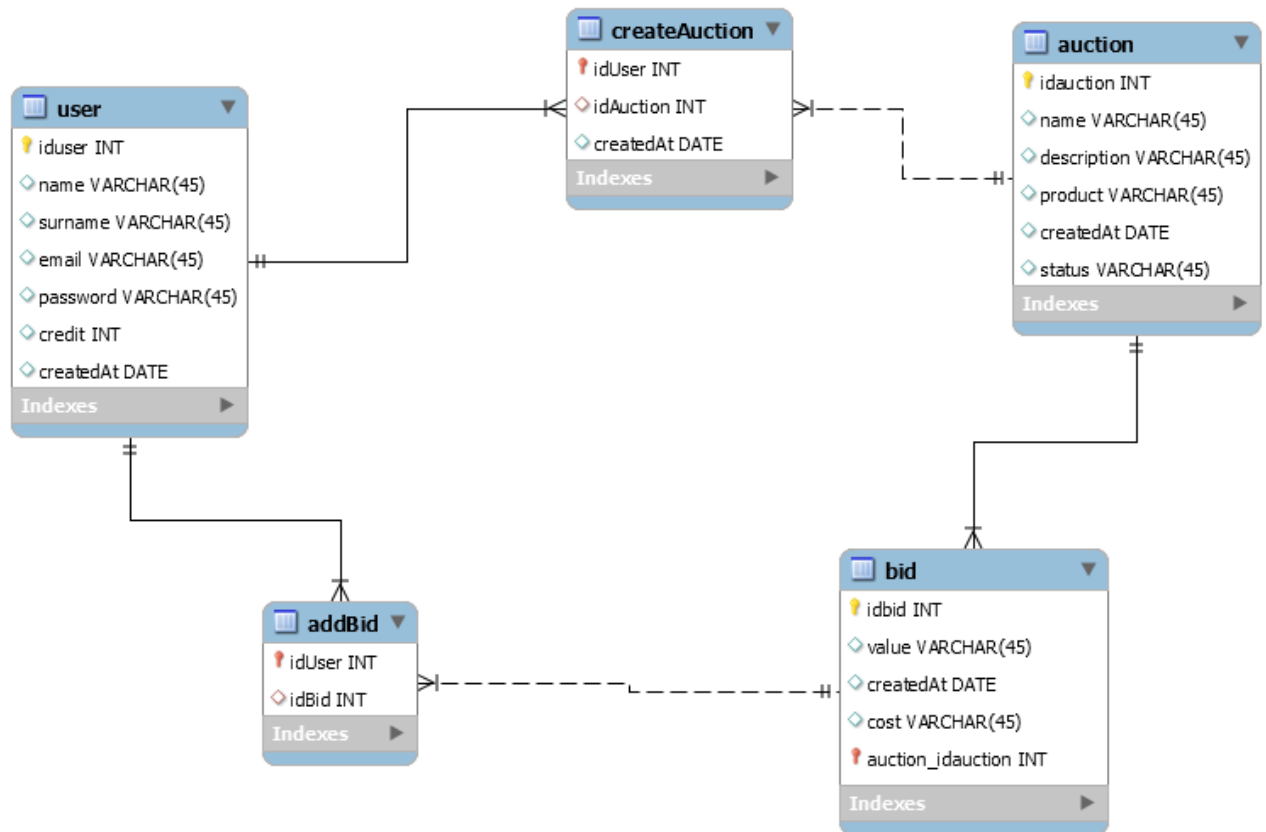 createAuction
idUser INT
idAuction INT
createdAt DATE
Indexes
auction
idauction INT
name VARCHAR(45)
description VARCHAR(45)
product VARCHAR(45)
createdAt DATE
status VARCHAR(45)
Indexes
user
iduser INT
name VARCHAR(45)
surname VARCHAR(45)
email VARCHAR(45)
password VARCHAR(45)
credit INT
createdAt DATE
Indexes
addBid
idUser INT
idBid INT
Indexes
bid
idbid INT
value VARCHAR(45)
createdAt DATE
cost VARCHAR(45)
auction_idauction INT
Indexes